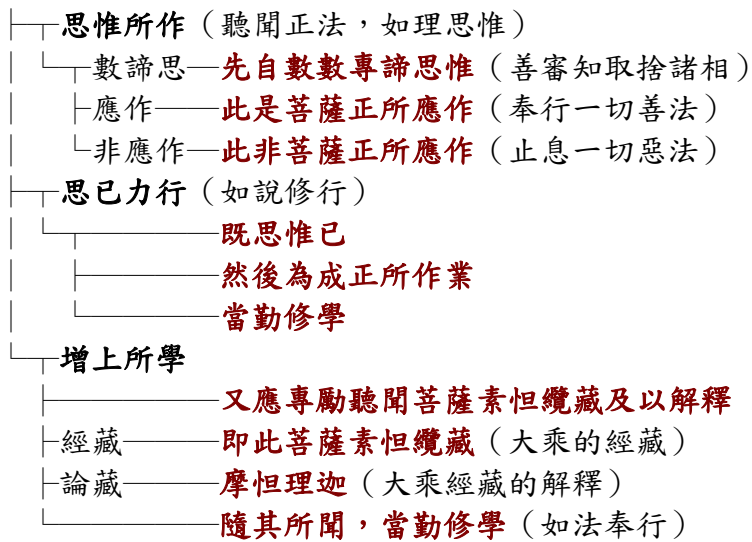 思惟所作（聽聞正法，如理思惟）
數諦思—先自數數專諦思惟（善審知取捨諸相）
應作——此是菩薩正所應作（奉行一切善法）
非應作—此非菩薩正所應作（止息一切惡法）
思已力行（如說修行）
既思惟已
然後為成正所作業
當勤修學
增上所學
又應專勵聽聞菩薩素怛纜藏及以解釋
經藏———即此菩薩素怛纜藏（大乘的經藏）
論藏———摩怛理迦（大乘經藏的解釋）
隨其所聞，當勤修學（如法奉行）